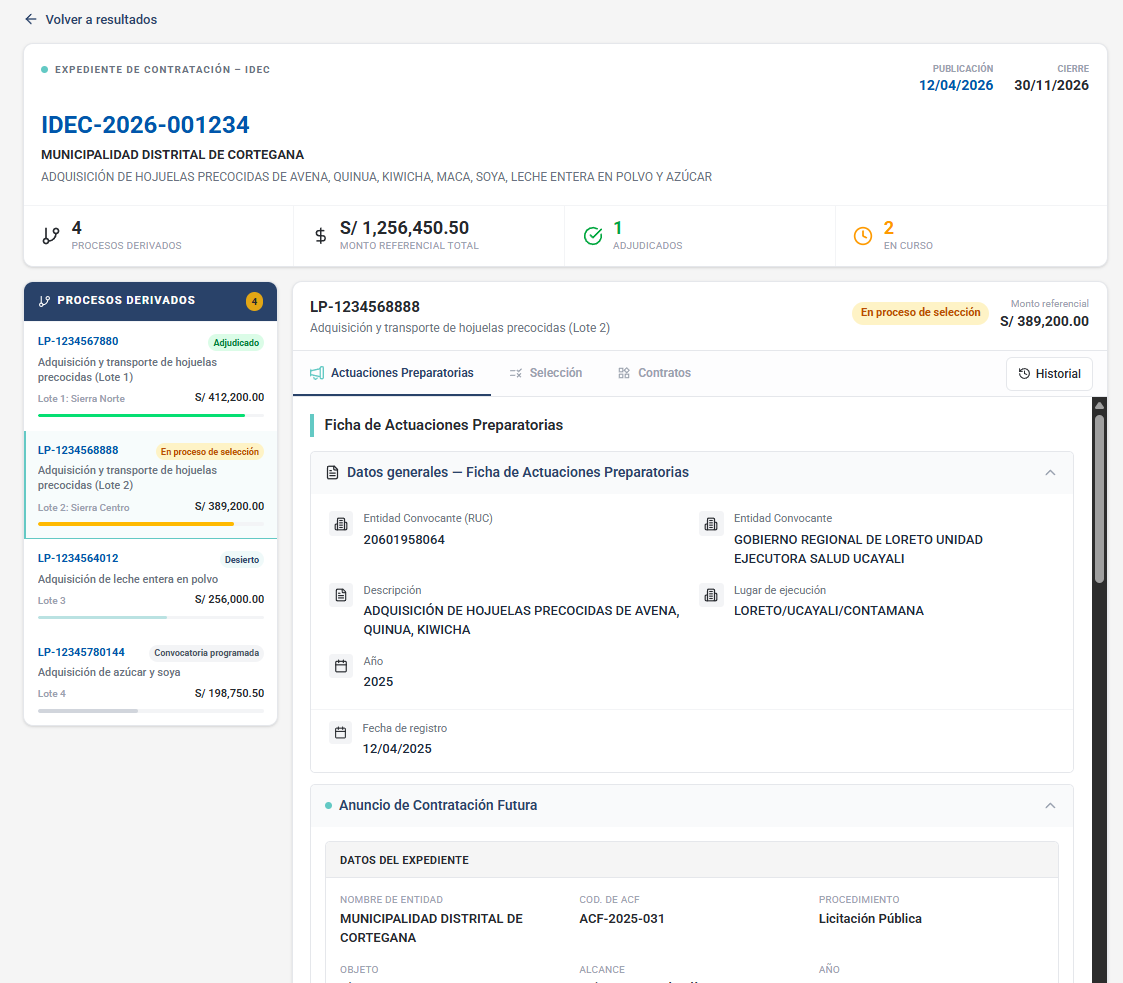 Volver a resultados
EXPEDIENTE DE CONTRATACIÓN – IDEC
PUBLICACIÓN
12/04/2026
CIERRE
30/11/2026
IDEC-2026-001234
MUNICIPALIDAD DISTRITAL DE CORTEGANA
ADQUISICIÓN DE HOJUELAS PRECOCIDAS DE AVENA, QUINUA, KIWICHA, MACA, SOYA, LECHE ENTERA EN POLVO Y AZÚCAR
4
PROCESOS DERIVADOS
S/ 1,256,450.50
MONTO REFERENCIAL TOTAL
1
ADJUDICADOS
2
EN CURSO
PROCESOS DERIVADOS
4
LP-1234567880
Adjudicado
Adquisición y transporte de hojuelas
precocidas (Lote 1)
Lote 1: Sierra Norte
S/ 412,200.00
LP-1234568888
En proceso de selección
Adquisición y transporte de hojuelas
precocidas (Lote 2)
Lote 2: Sierra Centro
S/ 389,200.00
LP-1234564012
Desierto
Adquisición de leche entera en polvo
Lote 3
S/ 256,000.00
LP-12345780144
Convocatoria programada
Adquisición de azúcar y soya
Lote 4
S/ 198,750.50
LP-1234568888
Adquisición y transporte de hojuelas precocidas (Lote 2)
En proceso de selección
Monto referencial
S/ 389,200.00
Actuaciones Preparatorias
Selección
Contratos
Historial
Ficha de Actuaciones Preparatorias
Datos generales — Ficha de Actuaciones Preparatorias
Entidad Convocante (RUC)
20601958064
Entidad Convocante
GOBIERNO REGIONAL DE LORETO UNIDAD
EJECUTORA SALUD UCAYALI
Descripción
ADQUISICIÓN DE HOJUELAS PRECOCIDAS DE AVENA,
QUINUA, KIWICHA
Lugar de ejecución
LORETO/UCAYALI/CONTAMANA
Año
2025
Fecha de registro
12/04/2025
Anuncio de Contratación Futura
DATOS DEL EXPEDIENTE
NOMBRE DE ENTIDAD
MUNICIPALIDAD DISTRITAL DE
CORTEGANA
COD. DE ACF
ACF-2025-031
PROCEDIMIENTO
Licitación Pública
OBJETO
ALCANCE
AÑO